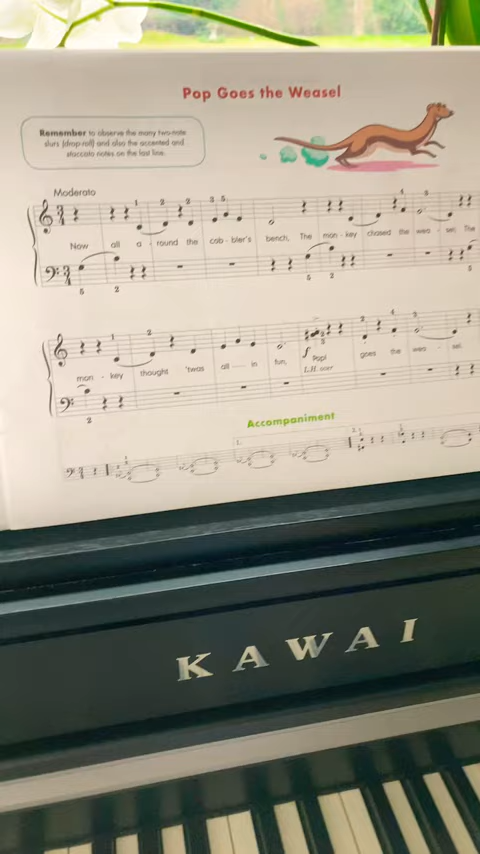 Pop Goes the Weasel
Remember to observe the many two-note
slurs (drop-roll) and also the accented and
staccato notes on the last line.
Moderato
Now all a - round the cob - bler's bench, The mon - key chased the wea - sel. The
mon - key thought 'twas all in fun, Pop! goes the wea - sel.
L.H. over
Accompaniment
KAWAI